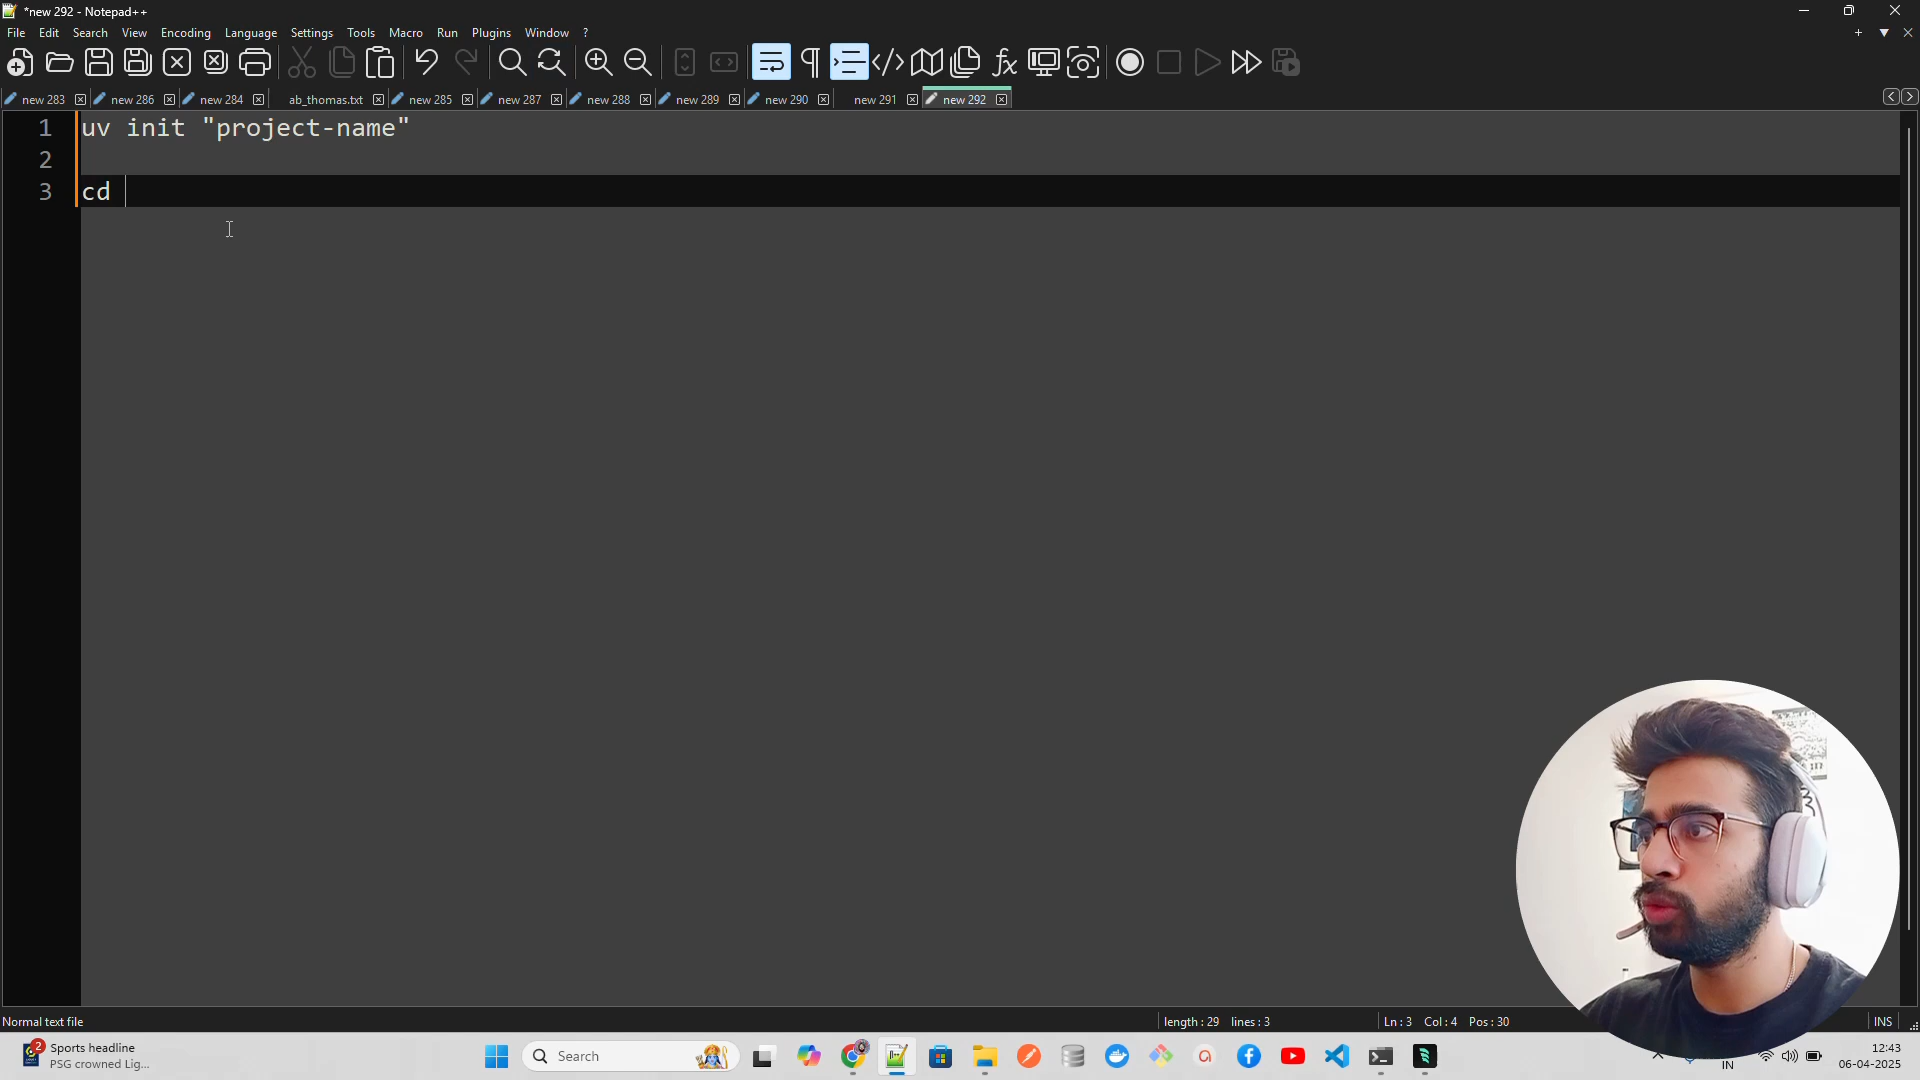 *new 292 - Notepad++
File Edit Search View Encoding Language Settings Tools Macro Run Plugins Window ?
new 283 new 286 new 284 ab_thomas.txt new 285 new 287 new 288 new 289 new 290 new 291 new 292
1 uv init "project-name"
2
3 cd
Normal text file length : 29 lines : 3 Ln : 3 Col : 4 Pos : 30 INS
2 Sports headline
PSG crowned Lig...
Search
IN
12:43
06-04-2025